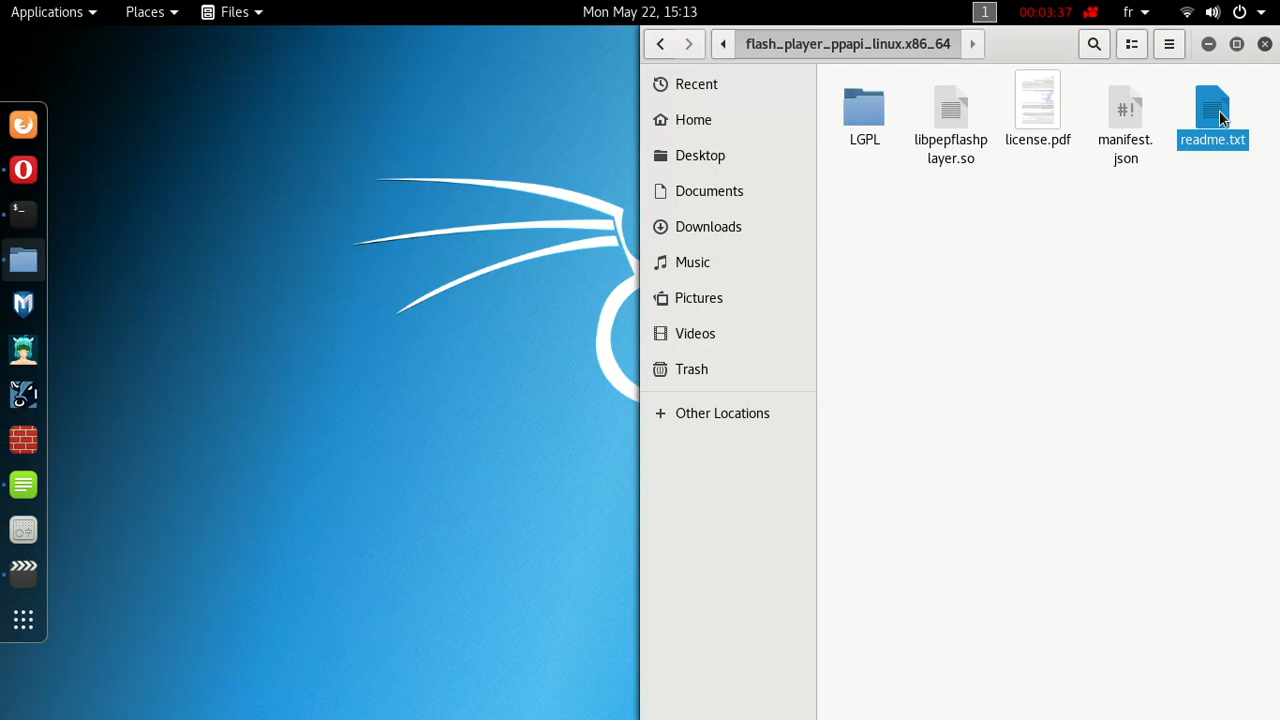 Applications Places Files Mon May 22, 15:13 1 00:03:37 fr
flash_player_ppapi_linux.x86_64
Recent
Home
Desktop
Documents
Downloads
Music
Pictures
Videos
Trash
+ Other Locations
LGPL
libpepflashp
layer.so
license.pdf
#!
manifest.
json
readme.txt
$_